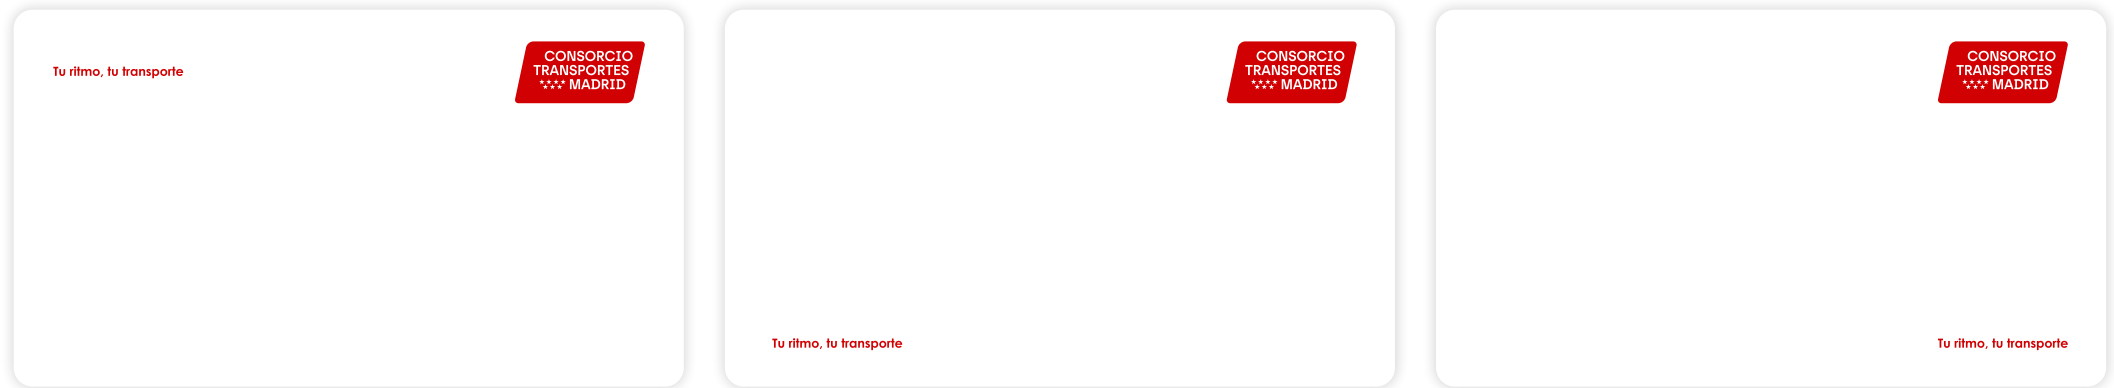 Tu ritmo, tu transporte
CONSORCIO
TRANSPORTES
MADRID
CONSORCIO
TRANSPORTES
MADRID
Tu ritmo, tu transporte
CONSORCIO
TRANSPORTES
MADRID
Tu ritmo, tu transporte